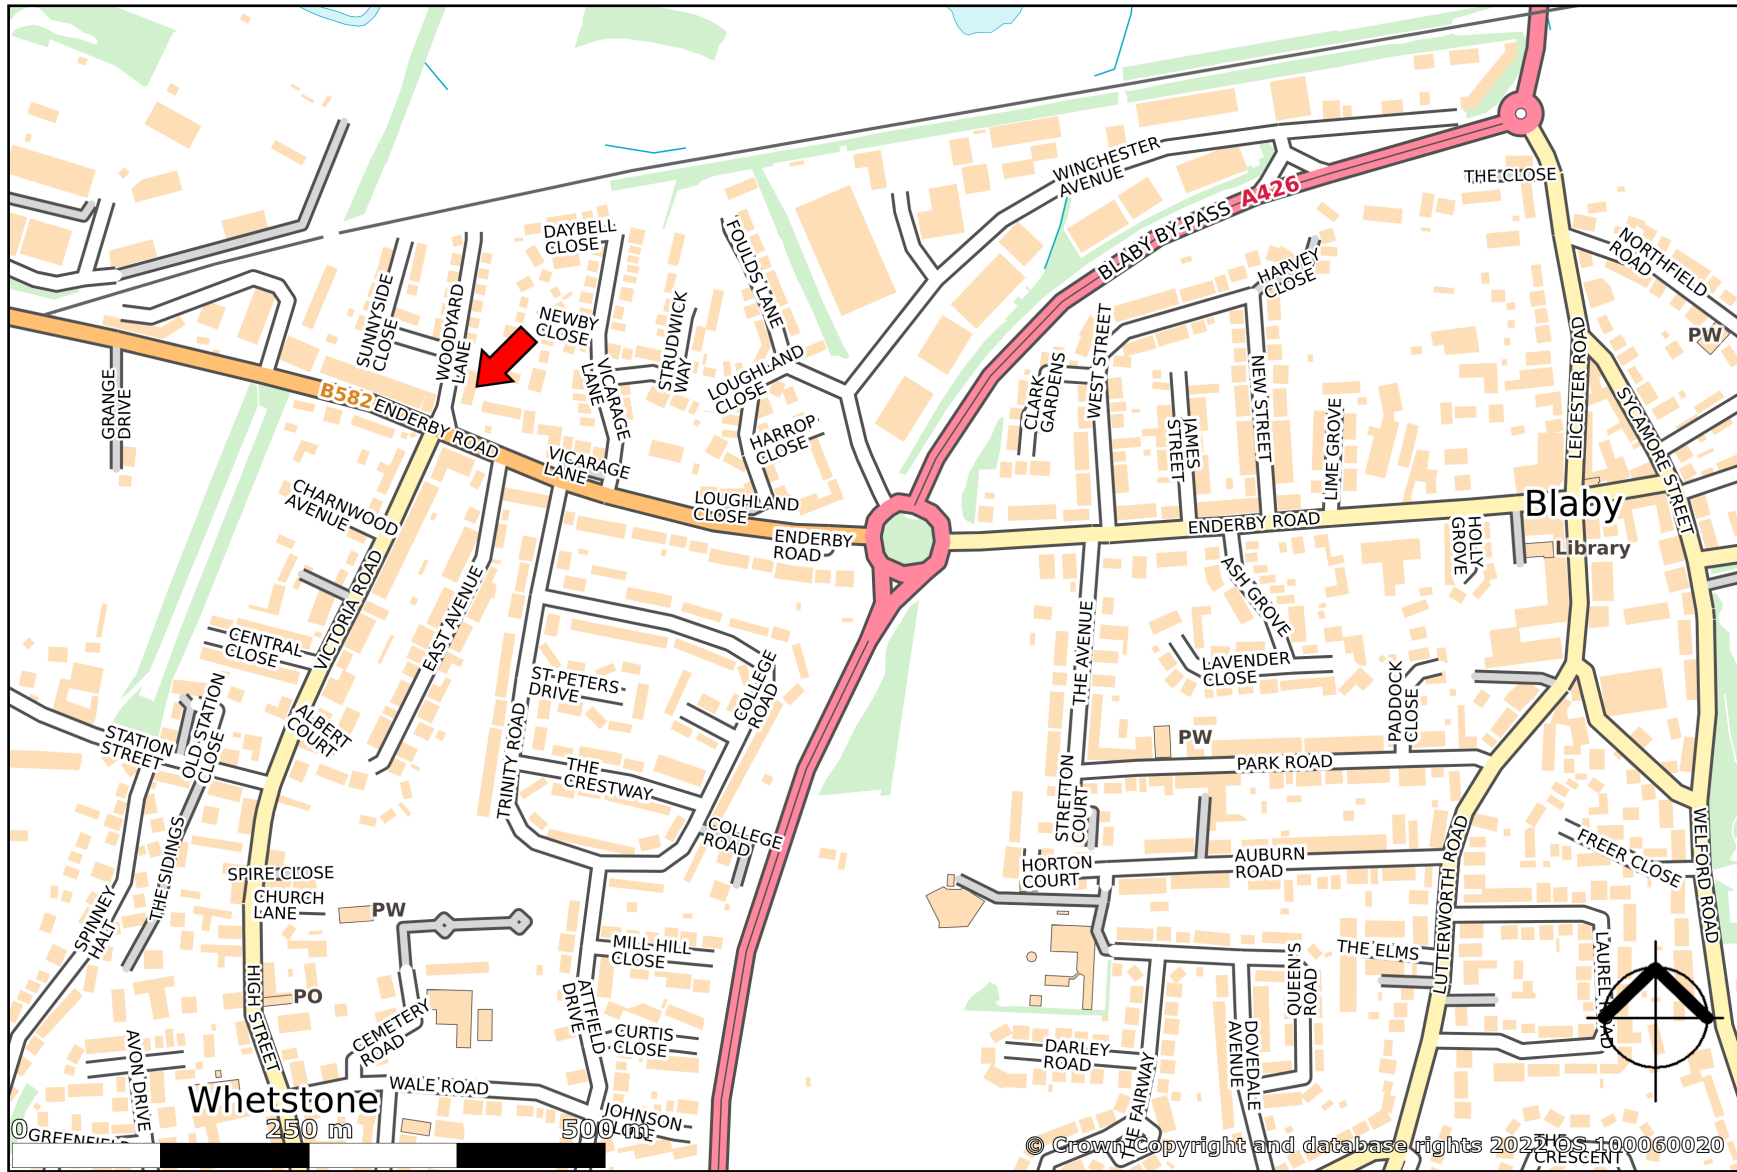 WINCHESTER
AVENUE
A426
BLABY BY-PASS
THE CLOSE
NORTHFIELD
ROAD
DAYBELL
CLOSE
FOULDS LANE
HARVEY
CLOSE
SUNNYSIDE
CLOSE
WOODYARD
LANE
NEWBY
CLOSE
STRUDWICK
WAY
VICARAGE
LANE
LOUGHLAND
CLOSE
CLARK
GARDENS
WEST STREET
NEW STREET
JAMES
STREET
LIME GROVE
LEICESTER ROAD
SYCAMORE STREET
PW
GRANGE
DRIVE
B582
ENDERBY ROAD
HARROP
CLOSE
VICARAGE
LANE
LOUGHLAND
CLOSE
ENDERBY
ROAD
ENDERBY ROAD
Blaby
Library
HOLLY
GROVE
CHARNWOOD
AVENUE
VICTORIA ROAD
EAST AVENUE
ASH GROVE
THE AVENUE
CENTRAL
CLOSE
ST PETERS
DRIVE
COLLEGE
ROAD
LAVENDER
CLOSE
PADDOCK
CLOSE
OLD STATION
CLOSE
ALBERT
COURT
STATION
STREET
TRINITY ROAD
THE
CRESTWAY
PW
PARK ROAD
STRETTON
COURT
COLLEGE
ROAD
THE SIDINGS
HORTON
COURT
AUBURN
ROAD
LUTTERWORTH ROAD
FREER CLOSE
WELFORD ROAD
SPIRE CLOSE
CHURCH
LANE
PW
SPINNEY
HALT
MILL HILL
CLOSE
THE ELMS
QUEEN'S
ROAD
LAUREL ROAD
HIGH STREET
PO
ATTFIELD
DRIVE
CEMETERY
ROAD
CURTIS
CLOSE
DARLEY
ROAD
DOVEDALE
AVENUE
THE FAIRWAY
AVON DRIVE
WALE ROAD
Whetstone
JOHNSON
CLOSE
0
250 m
500 m
GREENFIELD
THE
CRESCENT
© Crown Copyright and database rights 2022 OS 100060020